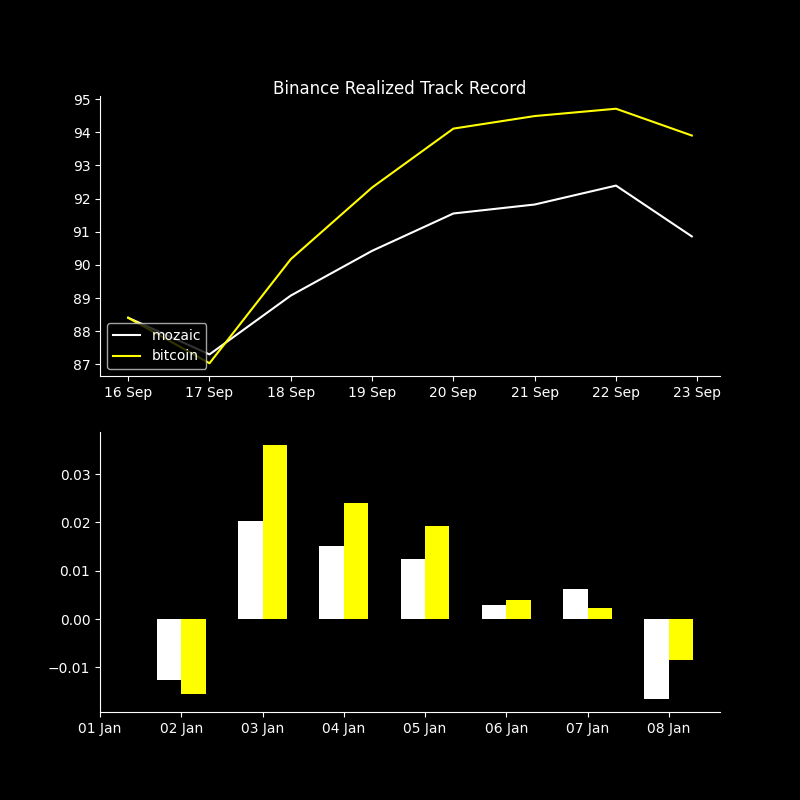 Binance Realized Track Record
95
94
93
92
91
90
89
88
87
mozaic
bitcoin
16 Sep 17 Sep 18 Sep 19 Sep 20 Sep 21 Sep 22 Sep 23 Sep
0.03
0.02
0.01
0.00
−0.01
01 Jan 02 Jan 03 Jan 04 Jan 05 Jan 06 Jan 07 Jan 08 Jan